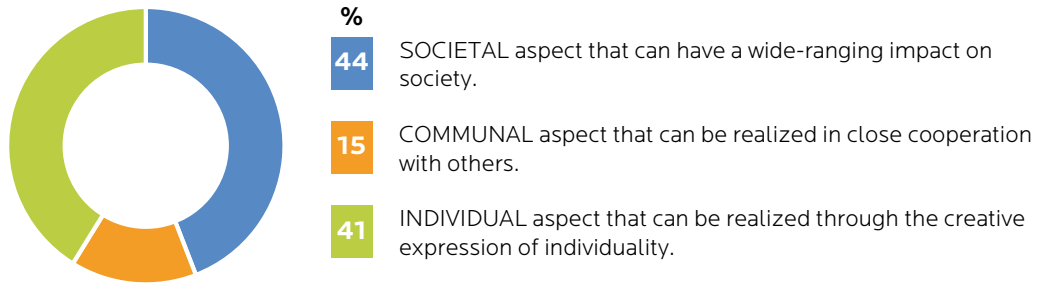 %
44
SOCIETAL aspect that can have a wide-ranging impact on
society.
15
COMMUNAL aspect that can be realized in close cooperation
with others.
41
INDIVIDUAL aspect that can be realized through the creative
expression of individuality.